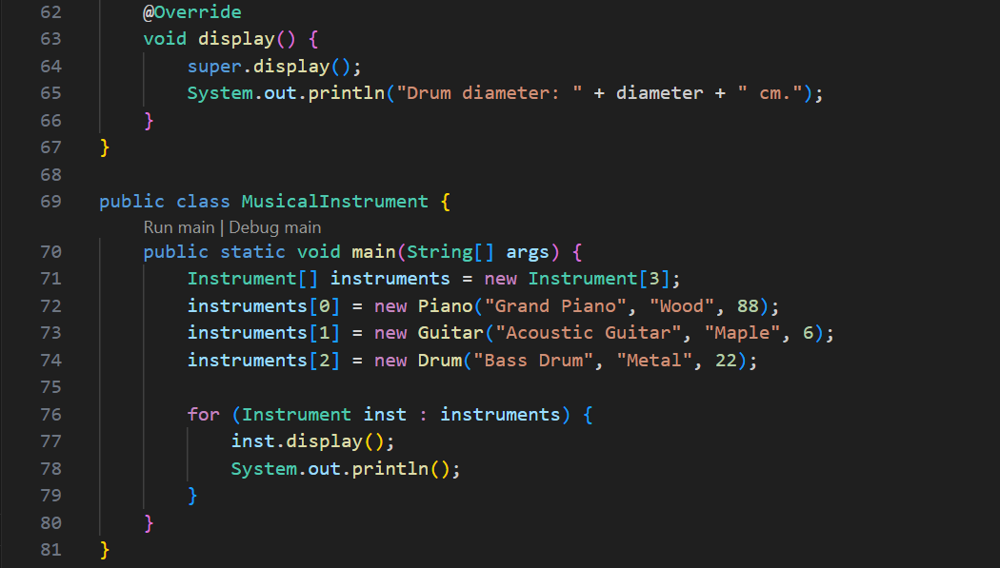 62 @Override
63 void display() {
64 super.display();
65 System.out.println("Drum diameter: " + diameter + " cm.");
66 }
67 }
68
69 public class MusicalInstrument {
Run main | Debug main
70 public static void main(String[] args) {
71 Instrument[] instruments = new Instrument[3];
72 instruments[0] = new Piano("Grand Piano", "Wood", 88);
73 instruments[1] = new Guitar("Acoustic Guitar", "Maple", 6);
74 instruments[2] = new Drum("Bass Drum", "Metal", 22);
75
76 for (Instrument inst : instruments) {
77 inst.display();
78 System.out.println();
79 }
80 }
81 }